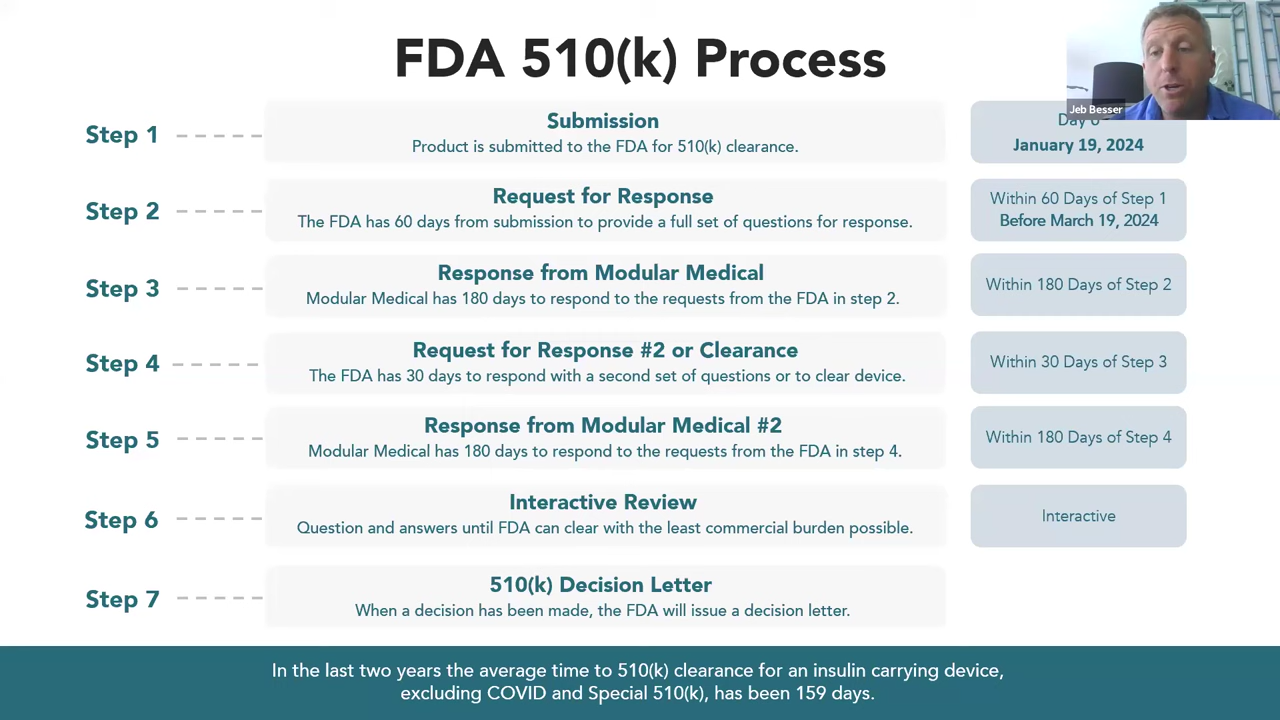 FDA 510(k) Process
Jeb Besser
Step 1
Submission
Product is submitted to the FDA for 510(k) clearance.
Day 0
January 19, 2024
Step 2
Request for Response
The FDA has 60 days from submission to provide a full set of questions for response.
Within 60 Days of Step 1
Before March 19, 2024
Step 3
Response from Modular Medical
Modular Medical has 180 days to respond to the requests from the FDA in step 2.
Within 180 Days of Step 2
Step 4
Request for Response #2 or Clearance
The FDA has 30 days to respond with a second set of questions or to clear device.
Within 30 Days of Step 3
Step 5
Response from Modular Medical #2
Modular Medical has 180 days to respond to the requests from the FDA in step 4.
Within 180 Days of Step 4
Step 6
Interactive Review
Question and answers until FDA can clear with the least commercial burden possible.
Interactive
Step 7
510(k) Decision Letter
When a decision has been made, the FDA will issue a decision letter.
In the last two years the average time to 510(k) clearance for an insulin carrying device,
excluding COVID and Special 510(k), has been 159 days.